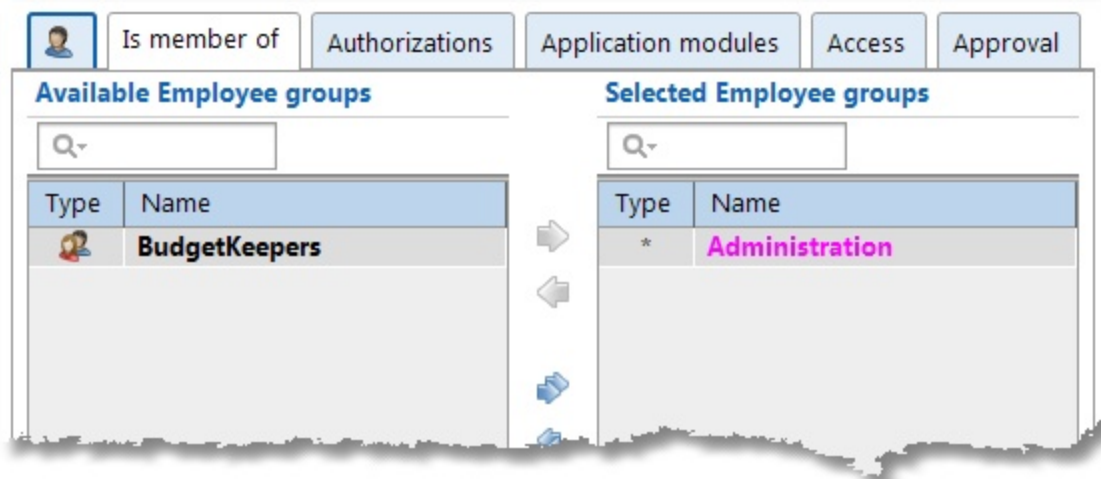 Is member of
Authorizations
Application modules
Access
Approval
Available Employee groups
Selected Employee groups
Type Name
BudgetKeepers
Type Name
* Administration